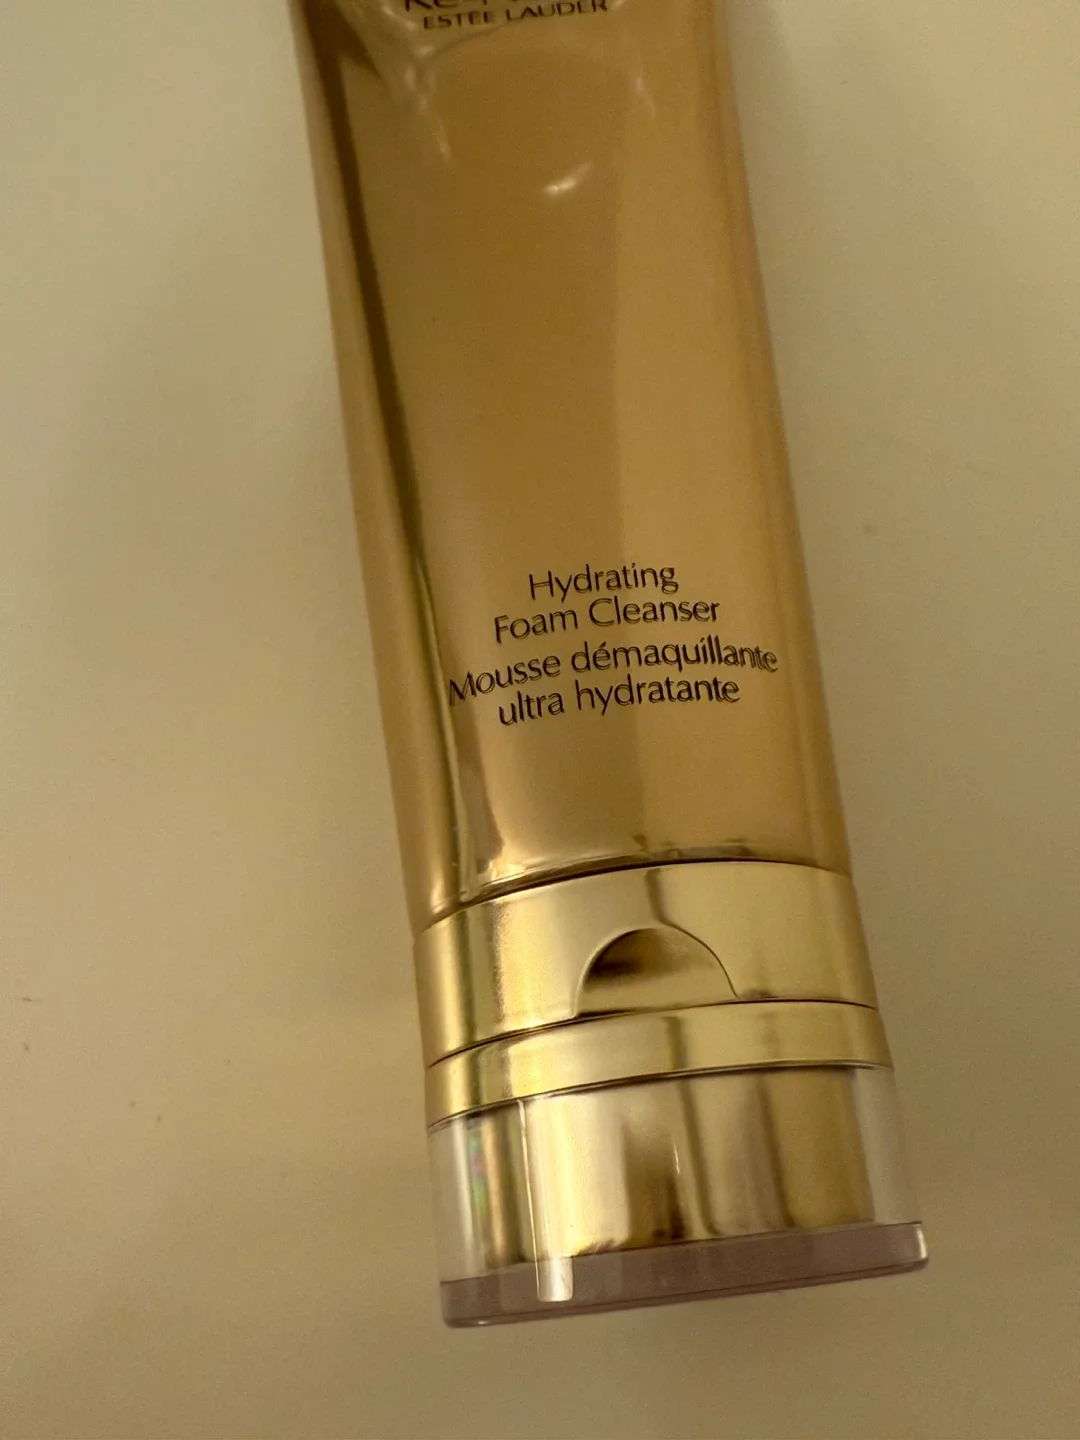 ESTĒE LAUDER
Hydrating
Foam Cleanser
Mousse démaquillante
ultra hydratante